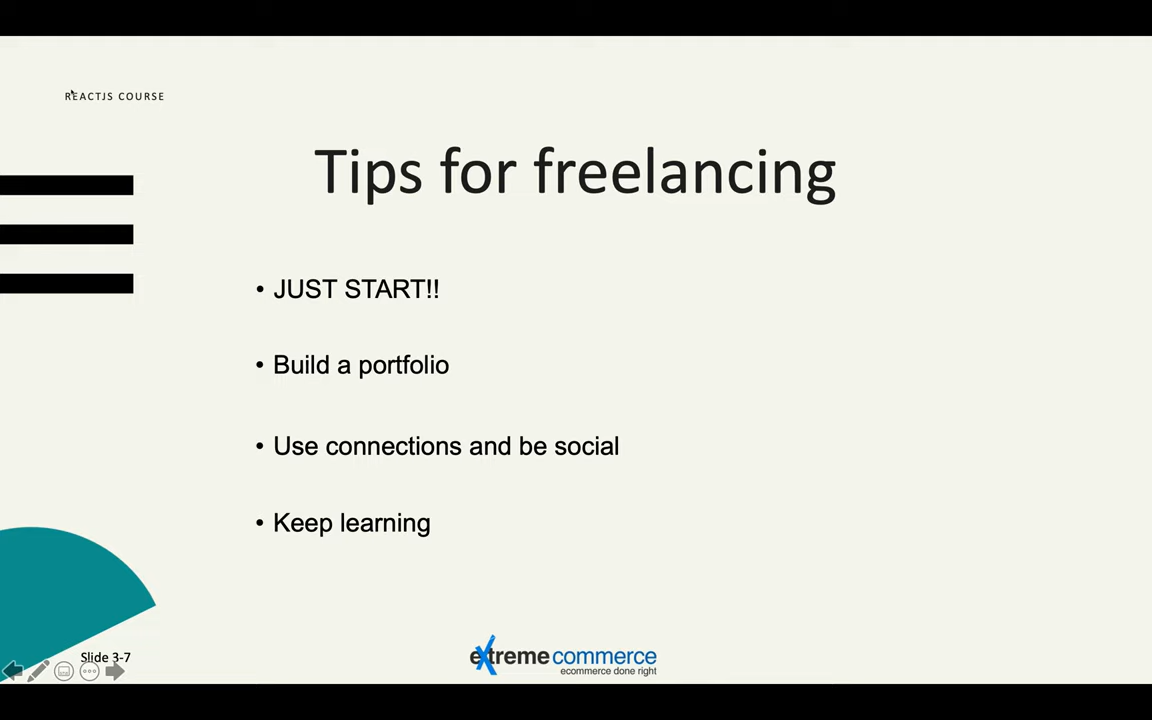 REACTJS COURSE
Tips for freelancing
• JUST START!!
• Build a portfolio
• Use connections and be social
• Keep learning
Slide 3-7
extreme commerce
ecommerce done right